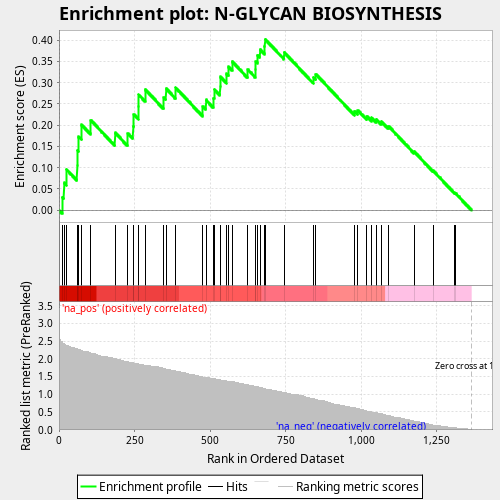 Enrichment plot: N-GLYCAN BIOSYNTHESIS
Enrichment score (ES)
0.40
0.35
0.30
0.25
0.20
0.15
0.10
0.05
0.00
'na_pos' (positively correlated)
Ranked list metric (PreRanked)
3.5
3.0
2.5
2.0
1.5
1.0
0.5
0.0
Zero cross at 1
'na_neg' (negatively correlated)
0 250 500 750 1,000 1,250
Rank in Ordered Dataset
Enrichment profile Hits Ranking metric scores